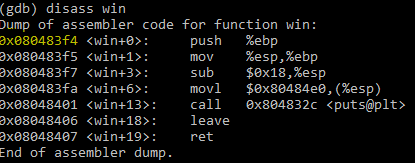 (gdb) disass win
Dump of assembler code for function win:
0x080483f4 <win+0>:    push   %ebp
0x080483f5 <win+1>:    mov    %esp,%ebp
0x080483f7 <win+3>:    sub    $0x18,%esp
0x080483fa <win+6>:    movl   $0x80484e0,(%esp)
0x08048401 <win+13>:   call   0x804832c <puts@plt>
0x08048406 <win+18>:   leave
0x08048407 <win+19>:   ret
End of assembler dump.